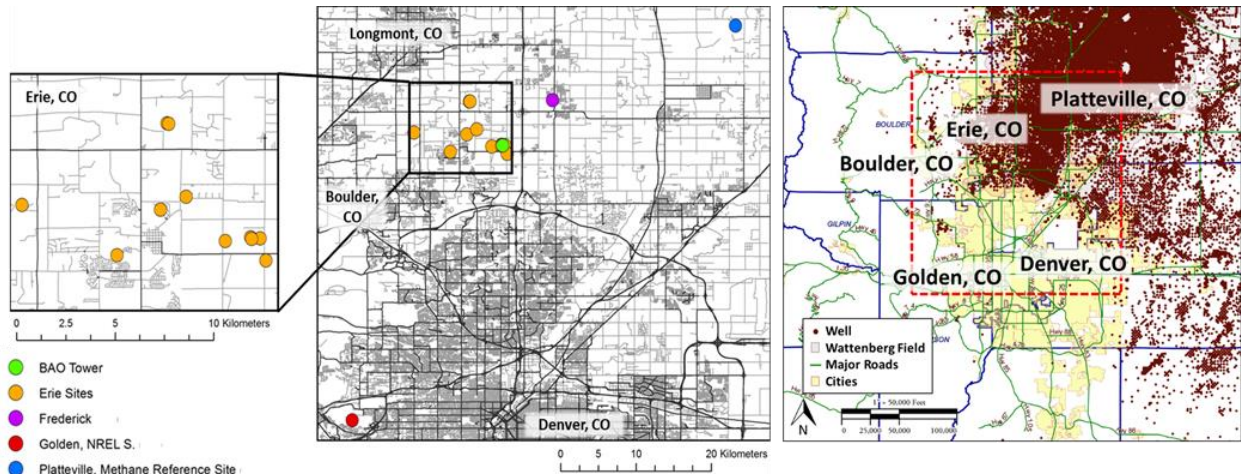 Erie, CO
0 2.5 5 10 Kilometers
BAO Tower
Erie Sites
Frederick
Golden, NREL S.
Platteville, Methane Reference Site
Longmont, CO
Boulder,
CO
Denver, CO
0 5 10 20 Kilometers
Platteville, CO
Erie, CO
BOULDER
Boulder, CO
GILPIN
Denver, CO
Golden, CO
Well
Wattenberg Field
Major Roads
Cities
N
0 25,000 50,000 100,000